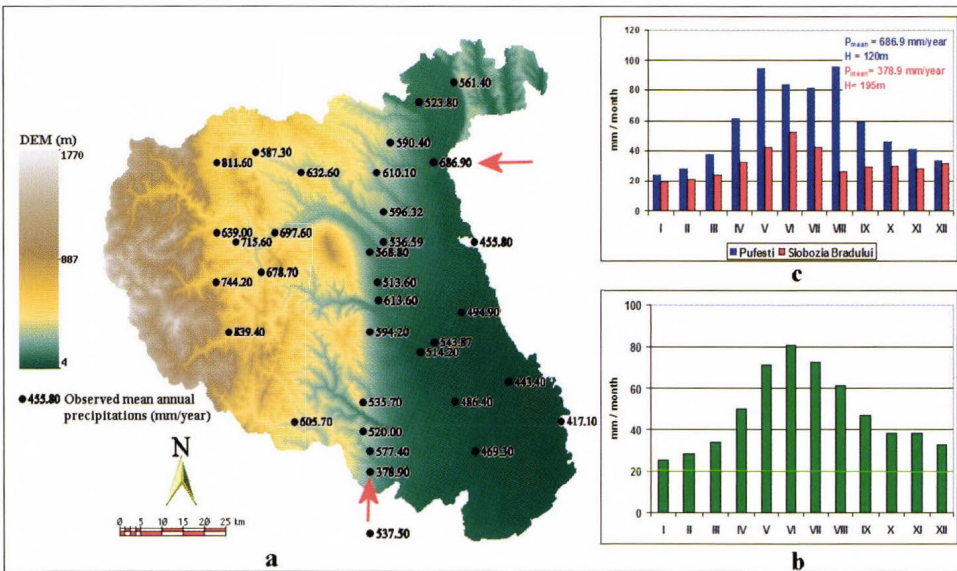 DEM (m)
1770
887
4
455.80 Observed mean annual
precipitations (mm/year)
N
0 5 10 15 20 25 km
561.40
523.80
590.40
587.30
811.60
632.60
610.10
686.90
596.32
639.00
697.60
715.60
536.59
455.80
568.80
678.70
744.20
513.60
613.60
494.90
839.40
594.20
543.87
514.20
443.40
535.70
486.40
605.70
417.10
520.00
577.40
469.30
378.90
537.50
a
mm / month
120
100
80
60
40
20
0
Pmean = 686.9 mm/year
H = 120m
Pmean = 378.9 mm/year
H= 195m
I II III IV V VI VII VIII IX X XI XII
Pufesti Slobozia Bradului
c
mm / month
100
80
60
40
20
0
I II III IV V VI VII VIII IX X XI XII
b